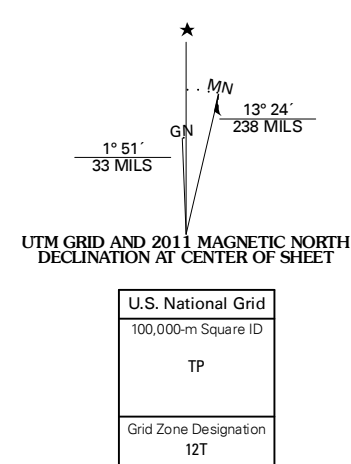 MN
GN
13° 24´
238 MILS
1° 51´
33 MILS
UTM GRID AND 2011 MAGNETIC NORTH
DECLINATION AT CENTER OF SHEET
U.S. National Grid
100,000-m Square ID
TP
Grid Zone Designation
12T